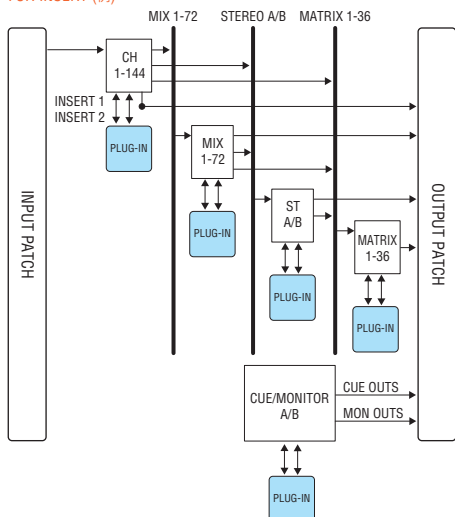 MIX 1-72 STEREO A/B MATRIX 1-36
CH
1-144
INSERT 1
INSERT 2
PLUG-IN
MIX
1-72
PLUG-IN
ST
A/B
PLUG-IN
MATRIX
1-36
PLUG-IN
INPUT PATCH
OUTPUT PATCH
CUE/MONITOR
A/B
CUE OUTS
MON OUTS
PLUG-IN